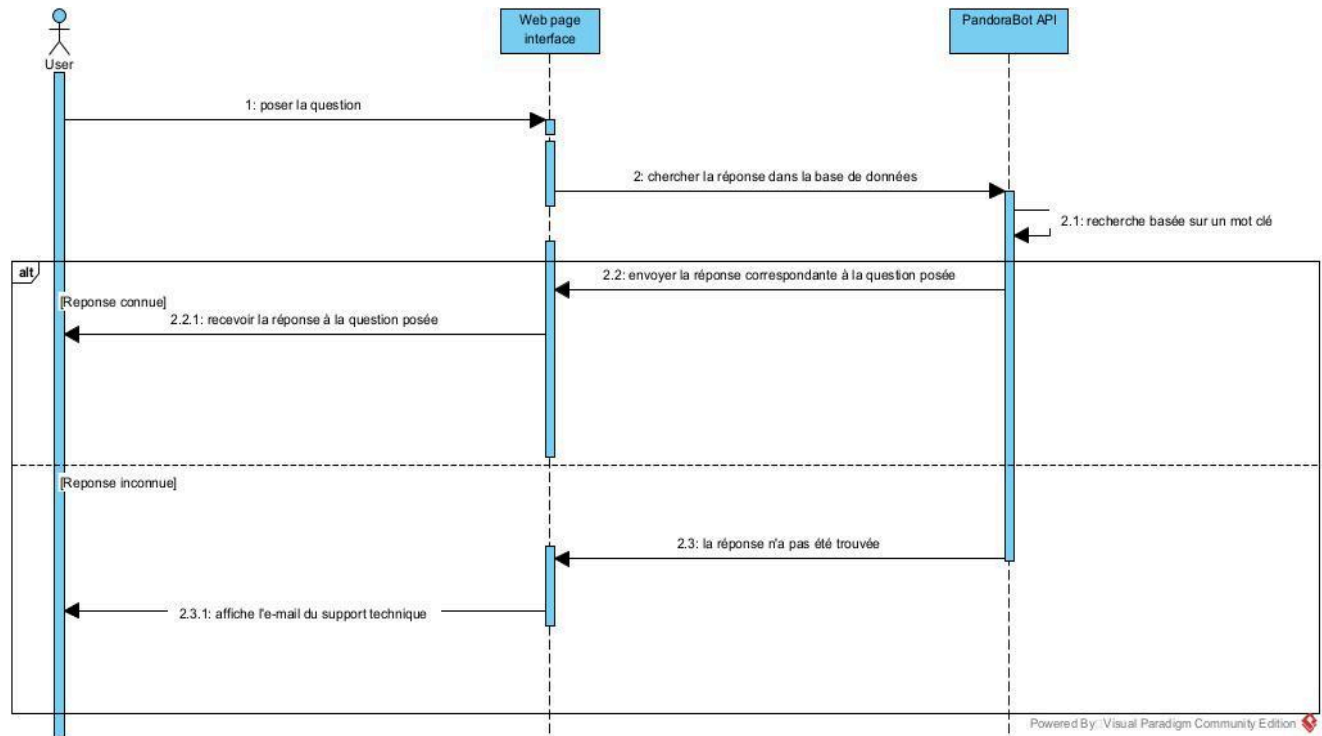 User
Web page
interface
PandoraBot API
1: poser la question
2: chercher la réponse dans la base de données
2.1: recherche basée sur un mot clé
alt
2.2: envoyer la réponse correspondante à la question posée
[Reponse connue]
2.2.1: recevoir la réponse à la question posée
[Reponse inconnue]
2.3: la réponse n'a pas été trouvée
2.3.1: affiche l'e-mail du support technique
Powered By Visual Paradigm Community Edition